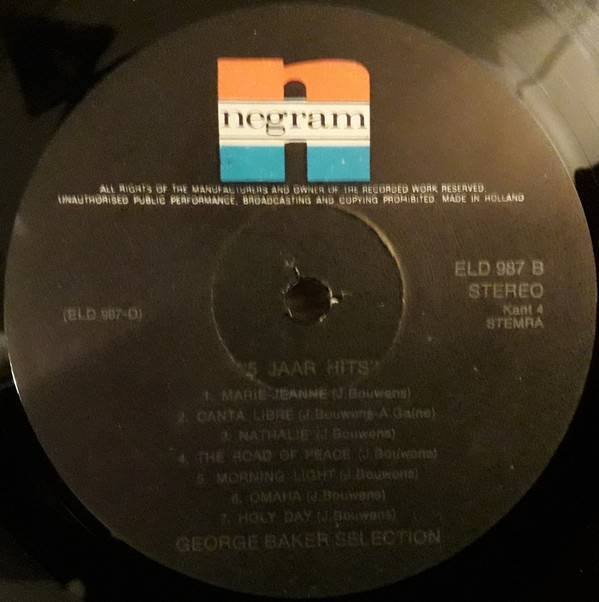 negram
ALL RIGHTS OF THE MANUFACTURERS AND OWNER OF THE RECORDED WORK RESERVED.
UNAUTHORISED PUBLIC PERFORMANCE, BROADCASTING AND COPYING PROHIBITED. MADE IN HOLLAND
ELD 987 B
STEREO
(ELD 987-D)
Kant 4
STEMRA
"5 JAAR HITS"
1. MARIE-JEANNE (J.Bouwens)
2. CANTA LIBRE (J.Bouwens-A.Gaine)
3. NATHALIE (J.Bouwens)
4. THE ROAD OF PEACE (J.Bouwens)
5. MORNING LIGHT (J.Bouwens)
6. OMAHA (J.Bouwens)
7. HOLY DAY (J.Bouwens)
GEORGE BAKER SELECTION